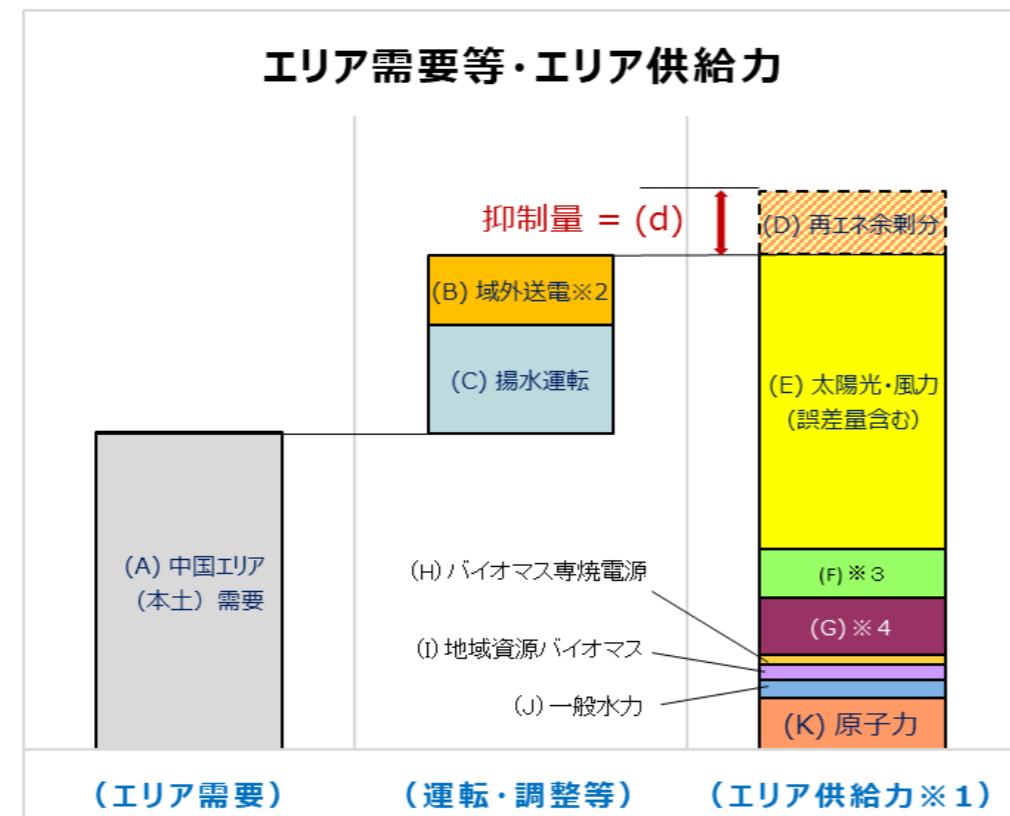 エリア需要等・エリア供給力
抑制量 = (d)
(D) 再エネ余剰分
(B) 域外送電※2
(C) 揚水運転
(E) 太陽光・風力
(誤差量含む)
(A) 中国エリア
(本土) 需要
(F)※3
(G)※4
(H)バイオマス専焼電源
(I)地域資源バイオマス
(J)一般水力
(K) 原子力
(エリア需要)
(運転・調整等)
(エリア供給力※1)